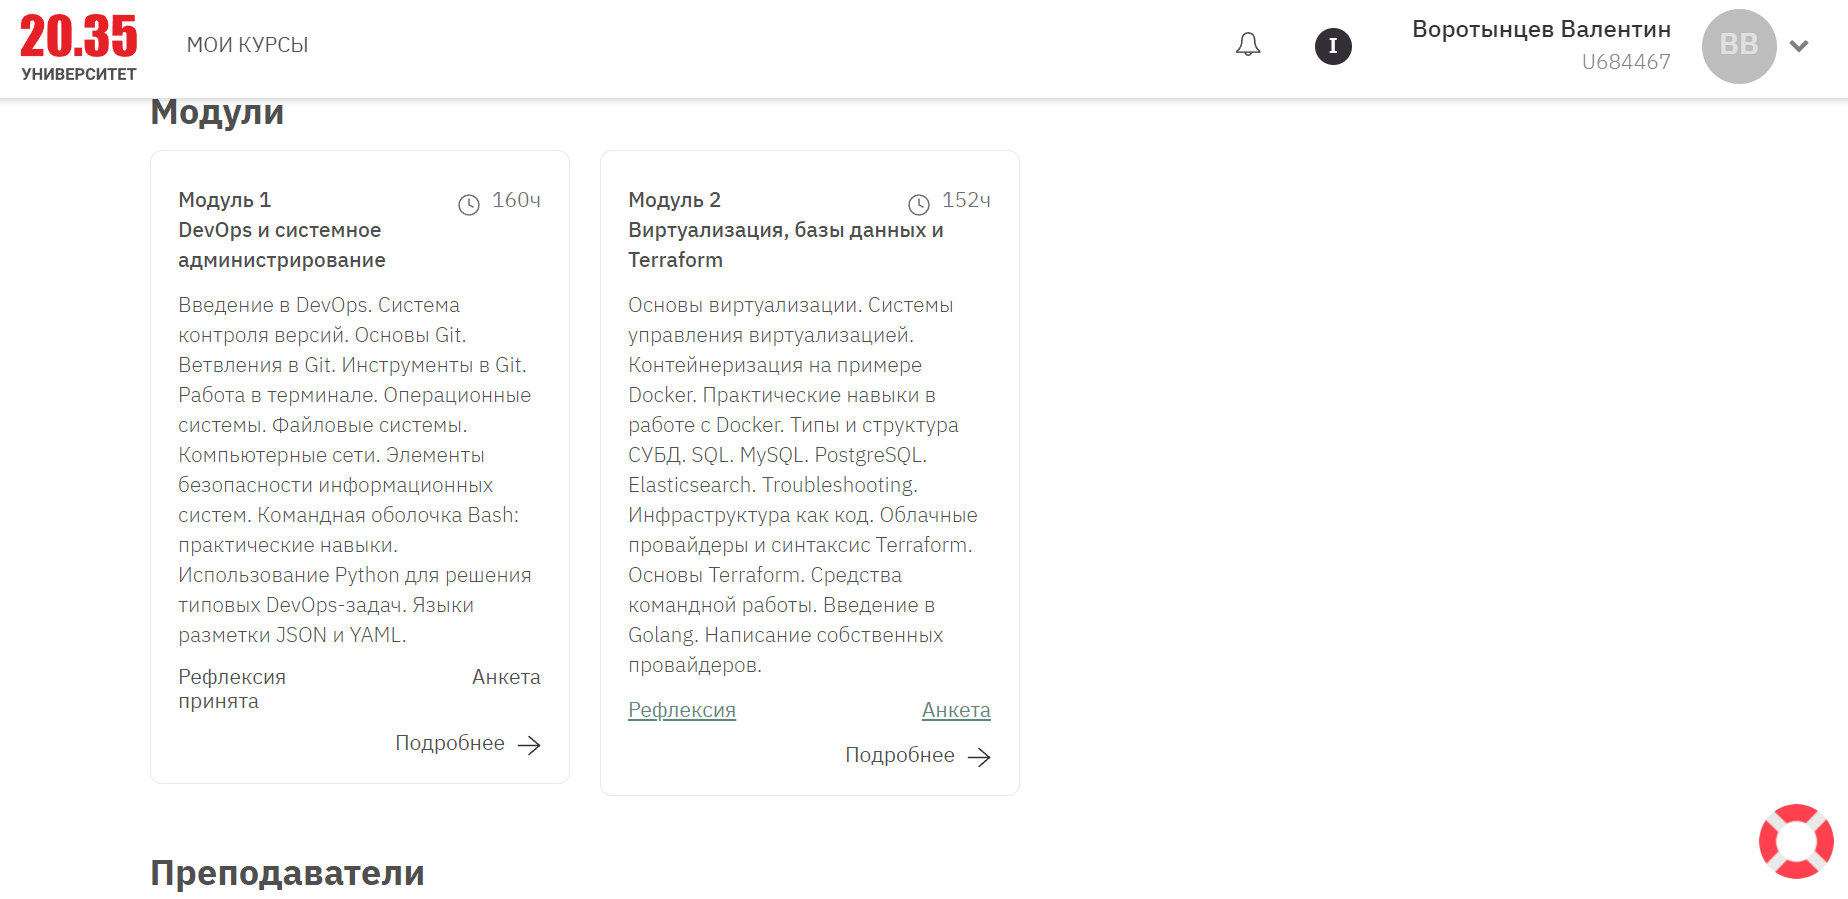 20.35
УНИВЕРСИТЕТ
МОИ КУРСЫ
I
Воротынцев Валентин
U684467
ВВ
Модули
Модуль 1
160ч
DevOps и системное
администрирование
Введение в DevOps. Система
контроля версий. Основы Git.
Ветвления в Git. Инструменты в Git.
Работа в терминале. Операционные
системы. Файловые системы.
Компьютерные сети. Элементы
безопасности информационных
систем. Командная оболочка Bash:
практические навыки.
Использование Python для решения
типовых DevOps-задач. Языки
разметки JSON и YAML.
Рефлексия
принята
Анкета
Подробнее
Модуль 2
152ч
Виртуализация, базы данных и
Terraform
Основы виртуализации. Системы
управления виртуализацией.
Контейнеризация на примере
Docker. Практические навыки в
работе с Docker. Типы и структура
СУБД. SQL. MySQL. PostgreSQL.
Elasticsearch. Troubleshooting.
Инфраструктура как код. Облачные
провайдеры и синтаксис Terraform.
Основы Terraform. Средства
командной работы. Введение в
Golang. Написание собственных
провайдеров.
Рефлексия
Анкета
Подробнее
Преподаватели